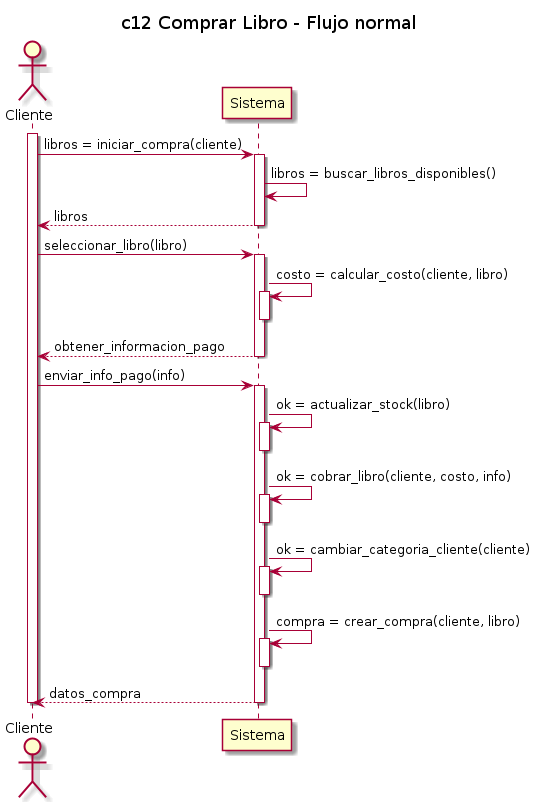 c12 Comprar Libro - Flujo normal
Cliente
Sistema
libros = iniciar_compra(cliente)
libros = buscar_libros_disponibles()
libros
seleccionar_libro(libro)
costo = calcular_costo(cliente, libro)
obtener_informacion_pago
enviar_info_pago(info)
ok = actualizar_stock(libro)
ok = cobrar_libro(cliente, costo, info)
ok = cambiar_categoria_cliente(cliente)
compra = crear_compra(cliente, libro)
datos_compra
Cliente
Sistema